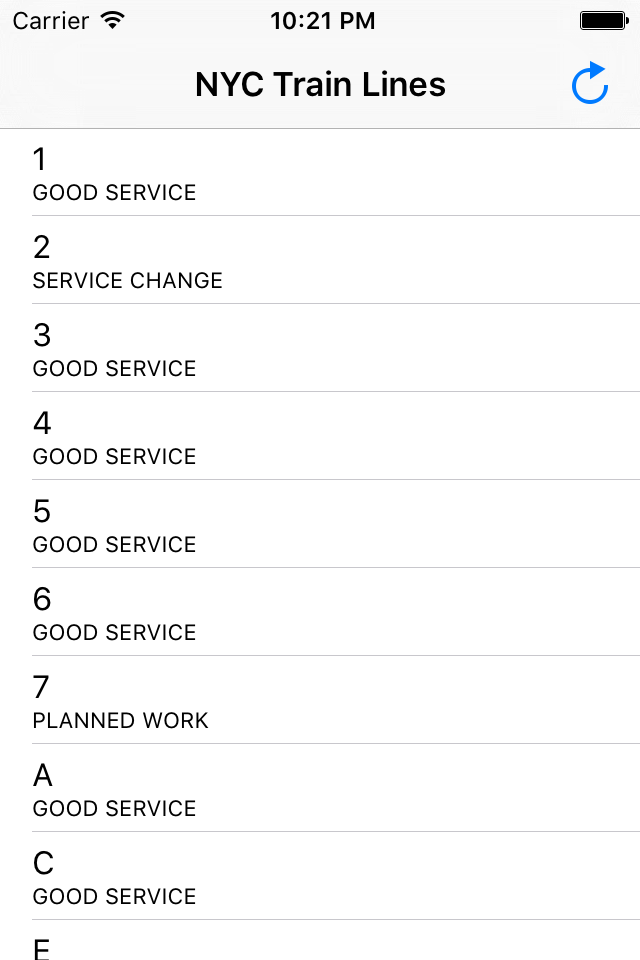 Carrier 10:21 PM
NYC Train Lines
1
GOOD SERVICE
2
SERVICE CHANGE
3
GOOD SERVICE
4
GOOD SERVICE
5
GOOD SERVICE
6
GOOD SERVICE
7
PLANNED WORK
A
GOOD SERVICE
C
GOOD SERVICE
E